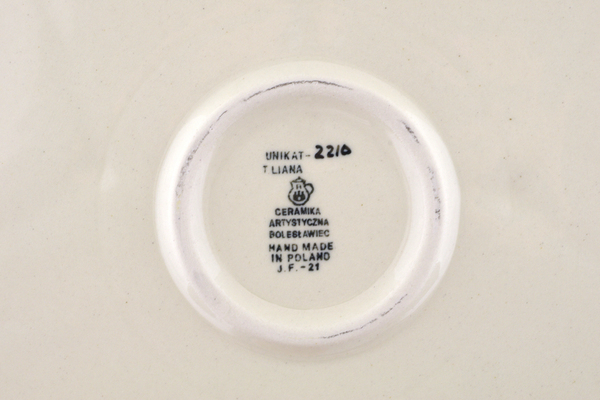 UNIKAT-2210
T LIANA
CERAMIKA
ARTYSTYCZNA
BOLESŁAWIEC
HAND MADE
IN POLAND
J.F.-21